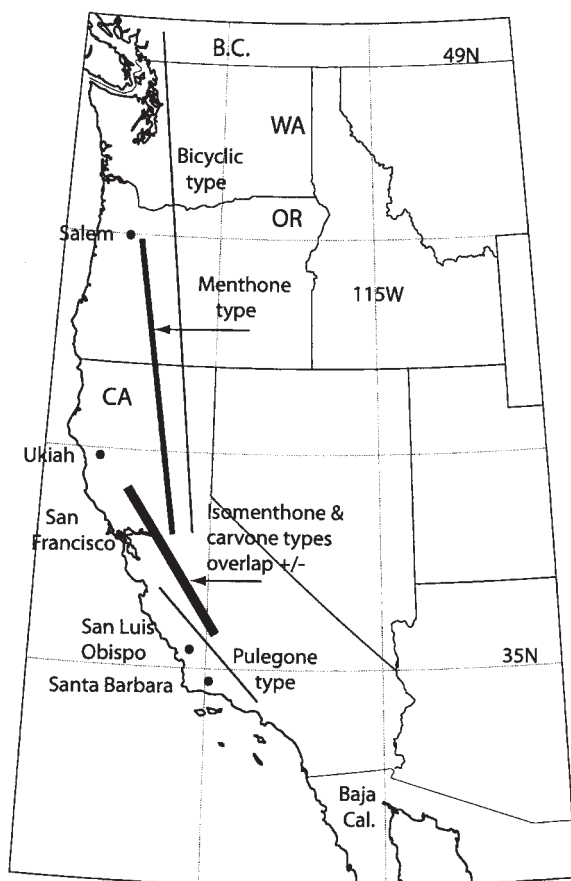 B.C.
49N
WA
Bicyclic
type
OR
Salem
Menthone
type
115W
CA
Ukiah
San
Francisco
Isomenthone &
carvone types
overlap +/-
San Luis
Obispo
Pulegone
type
35N
Santa Barbara
Baja
Cal.